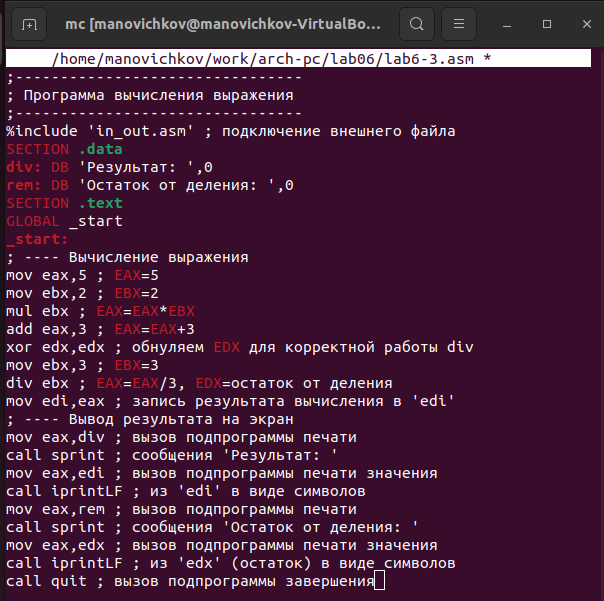 mc [manovichkov@manovichkov-VirtualBo...
/home/manovichkov/work/arch-pc/lab06/lab6-3.asm *
;--------------------------------
; Программа вычисления выражения
;--------------------------------
%include 'in_out.asm' ; подключение внешнего файла
SECTION .data
div: DB 'Результат: ',0
rem: DB 'Остаток от деления: ',0
SECTION .text
GLOBAL _start
_start:
; ---- Вычисление выражения
mov eax,5 ; EAX=5
mov ebx,2 ; EBX=2
mul ebx ; EAX=EAX*EBX
add eax,3 ; EAX=EAX+3
xor edx,edx ; обнуляем EDX для корректной работы div
mov ebx,3 ; EBX=3
div ebx ; EAX=EAX/3, EDX=остаток от деления
mov edi,eax ; запись результата вычисления в 'edi'
; ---- Вывод результата на экран
mov eax,div ; вызов подпрограммы печати
call sprint ; сообщения 'Результат: '
mov eax,edi ; вызов подпрограммы печати значения
call iprintLF ; из 'edi' в виде символов
mov eax,rem ; вызов подпрограммы печати
call sprint ; сообщения 'Остаток от деления: '
mov eax,edx ; вызов подпрограммы печати значения
call iprintLF ; из 'edx' (остаток) в виде символов
call quit ; вызов подпрограммы завершения